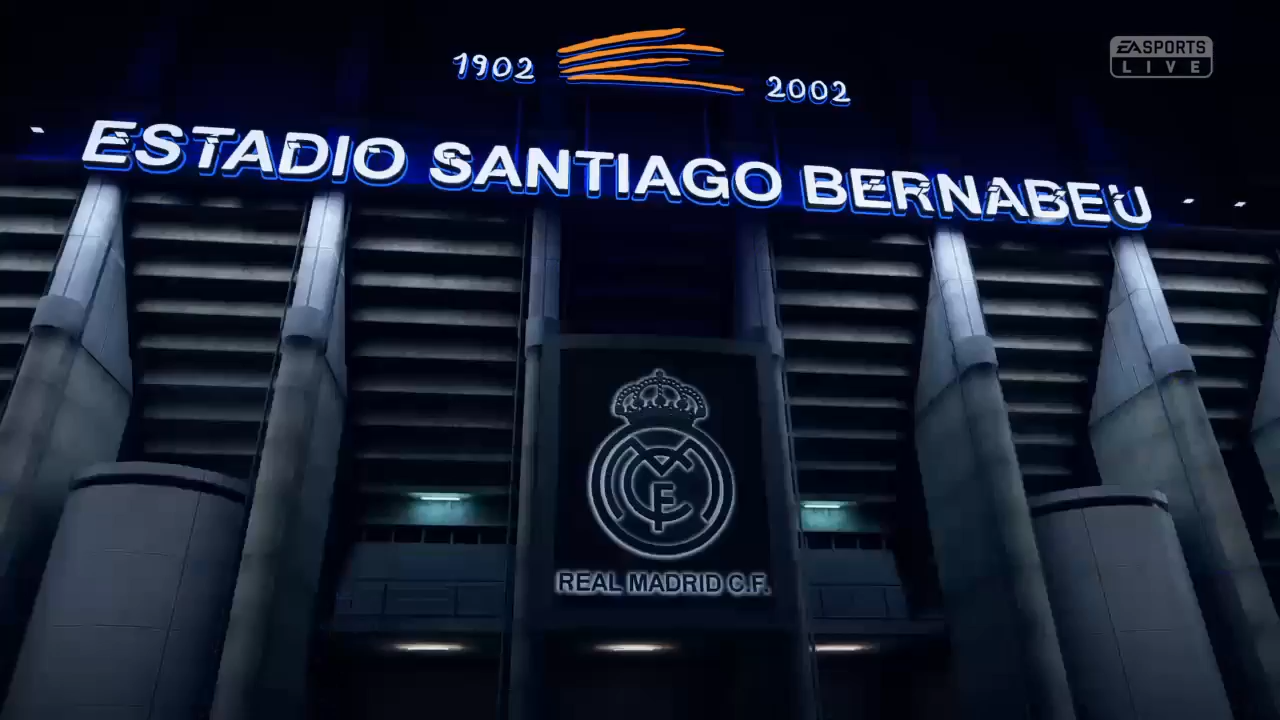 1902
2002
EA SPORTS
LIVE
ESTADIO SANTIAGO BERNABEU
REAL MADRID C.F.